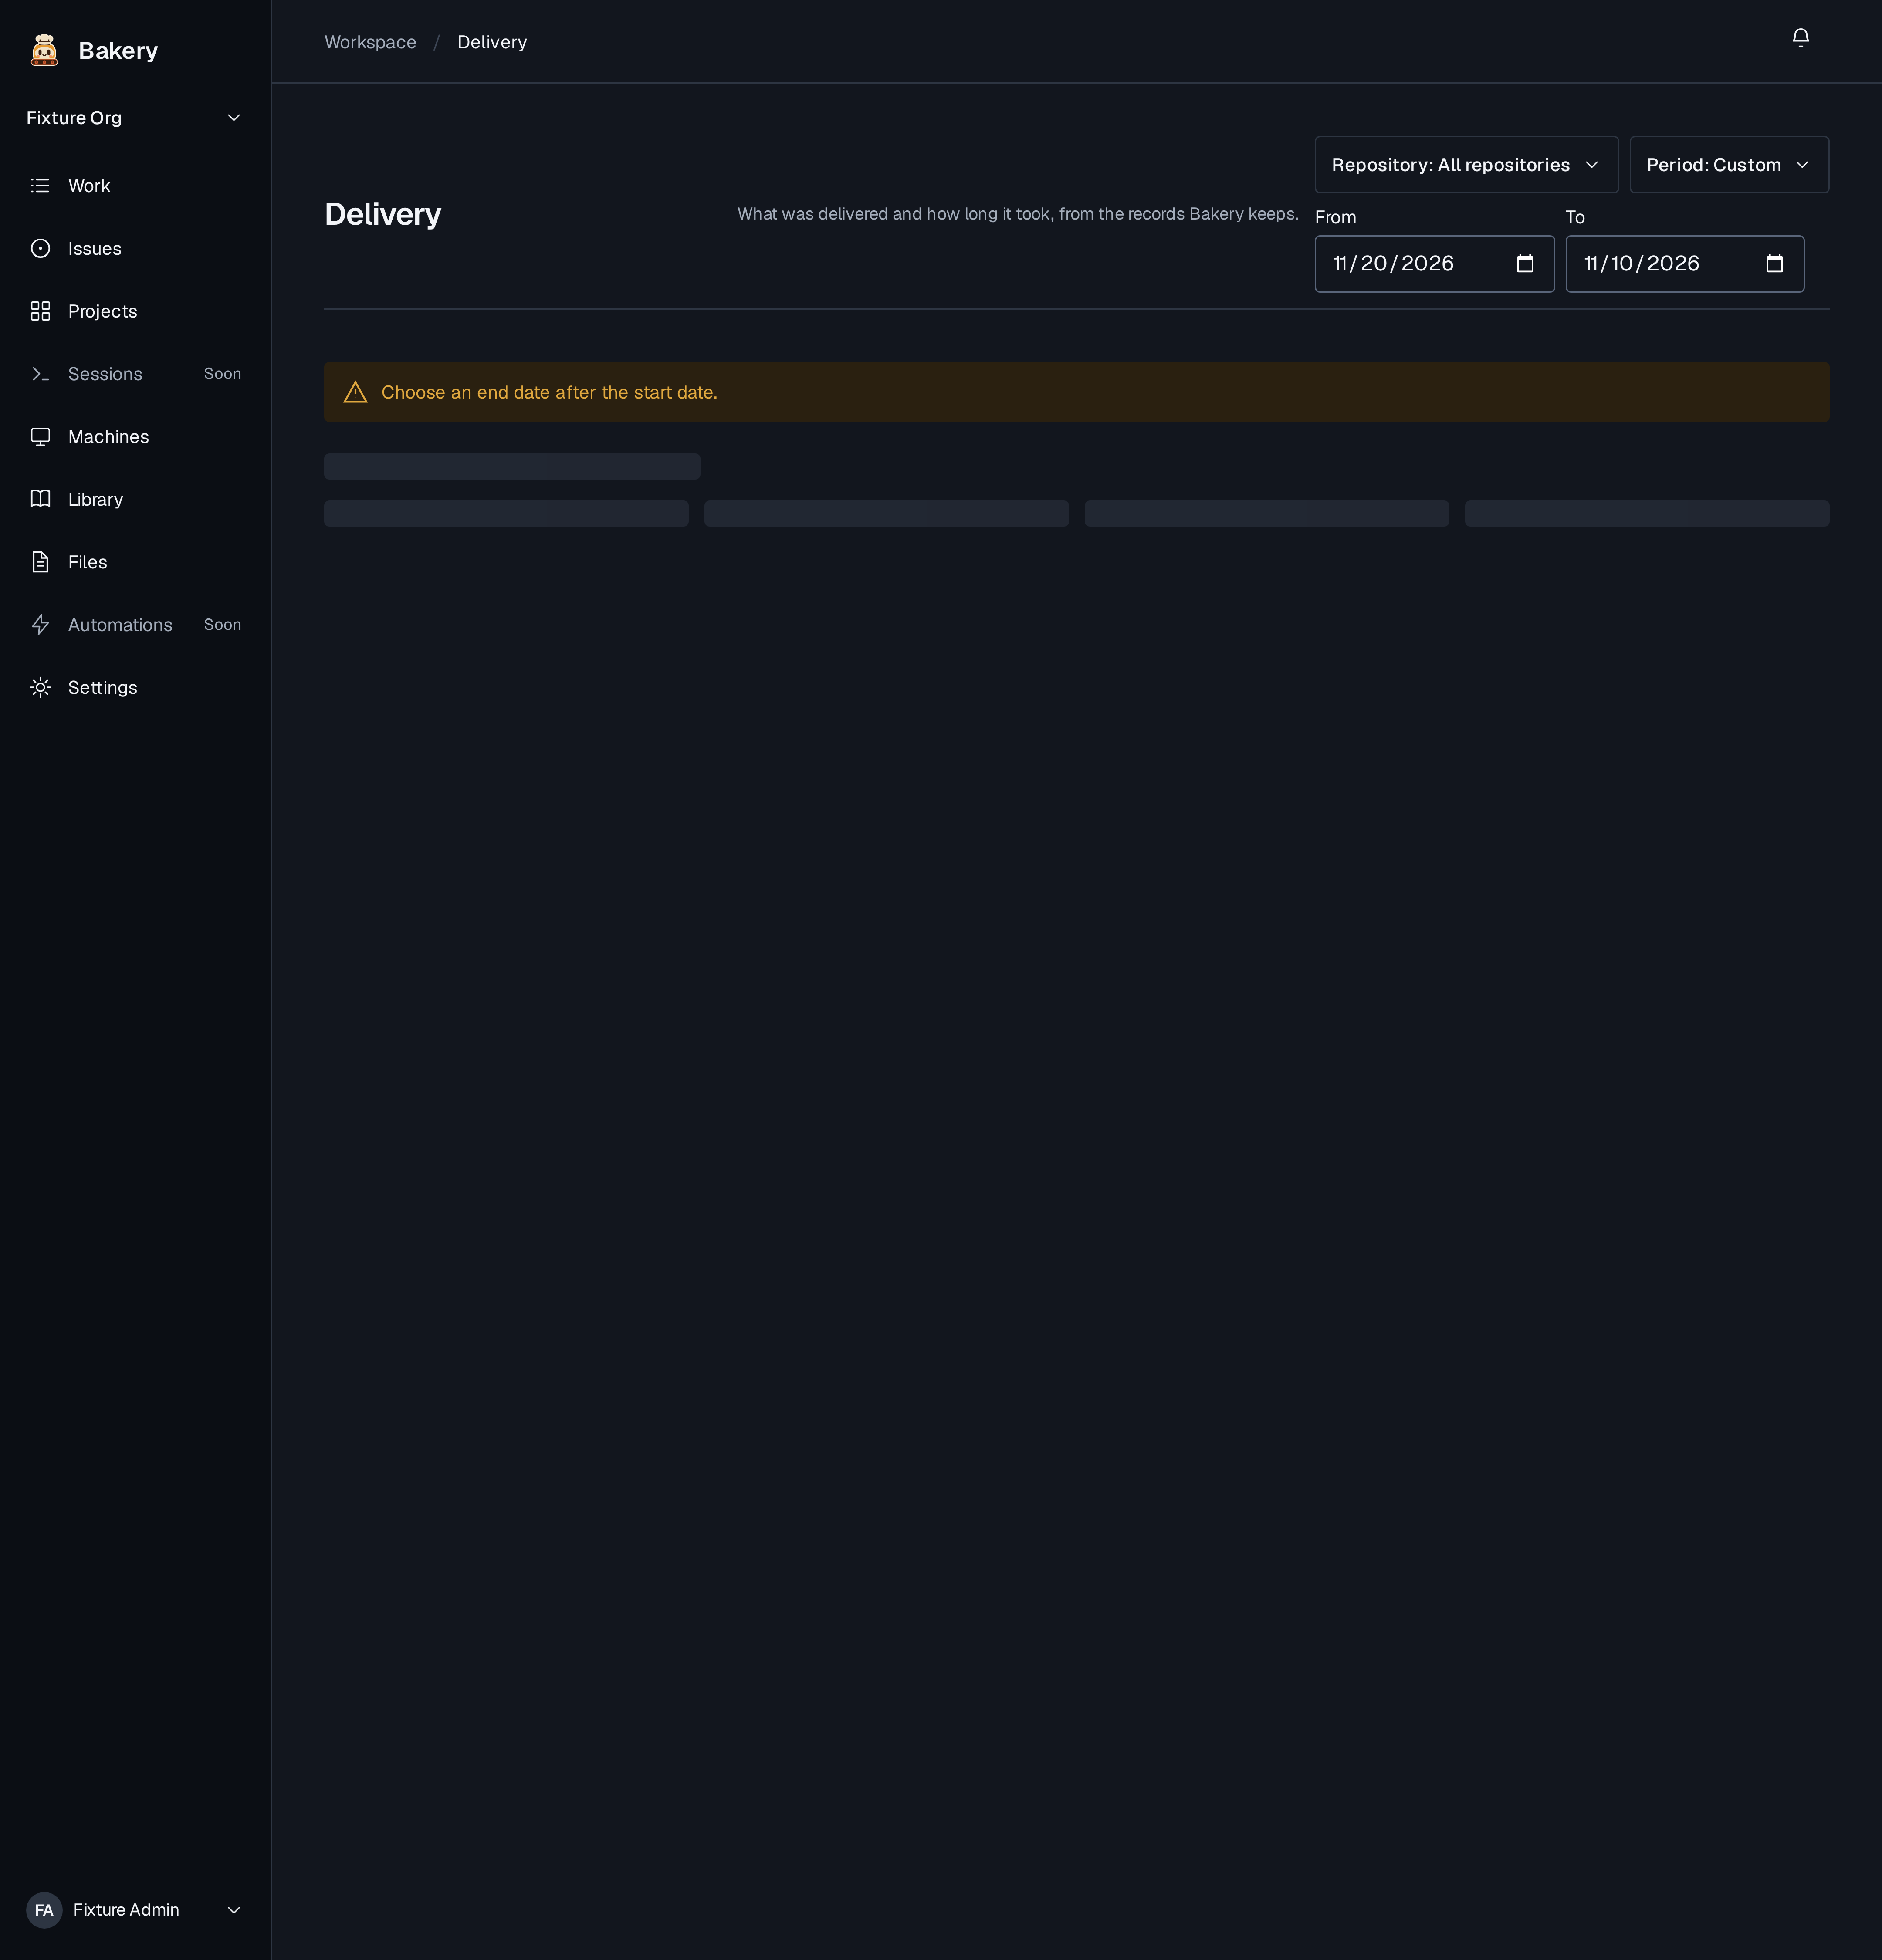 Bakery
Fixture Org
Work
Issues
Projects
Sessions Soon
Machines
Library
Files
Automations Soon
Settings
FA Fixture Admin
Workspace / Delivery
Delivery
What was delivered and how long it took, from the records Bakery keeps.
Repository: All repositories
Period: Custom
From
To
11/20/2026
11/10/2026
Choose an end date after the start date.